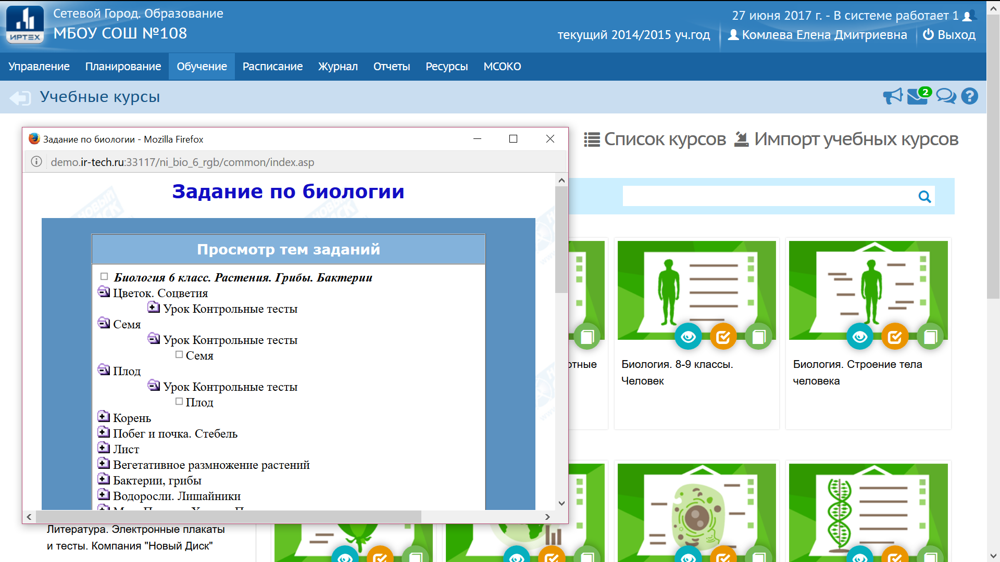 Сетевой Город. Образование
МБОУ СОШ №108
ИРТЕХ
27 июня 2017 г. - В системе работает 1
текущий 2014/2015 уч.год
Комлева Елена Дмитриевна
Выход
Управление Планирование Обучение Расписание Журнал Отчеты Ресурсы МСОКО
Учебные курсы
2
Список курсов
Импорт учебных курсов
Задание по биологии - Mozilla Firefox
demo.ir-tech.ru:33117/ni_bio_6_rgb/common/index.asp
Задание по биологии
Просмотр тем заданий
Биология 6 класс. Растения. Грибы. Бактерии
Цветок. Соцветия
Урок Контрольные тесты
Семя
Урок Контрольные тесты
Семя
Плод
Урок Контрольные тесты
Плод
Корень
Побег и почка. Стебель
Лист
Вегетативное размножение растений
Бактерии, грибы
Водоросли. Лишайники
Биология. 8-9 классы.
Человек
Биология. Строение тела
человека
Литература. Электронные плакаты
и тесты. Компания "Новый Диск"